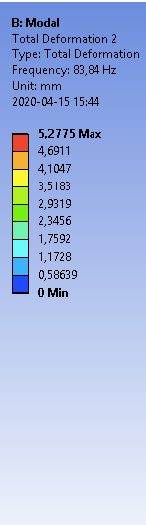 B: Modal
Total Deformation 2
Type: Total Deformation
Frequency: 83,84 Hz
Unit: mm
2020-04-15 15:44
5,2775 Max
4,6911
4,1047
3,5183
2,9319
2,3456
1,7592
1,1728
0,58639
0 Min